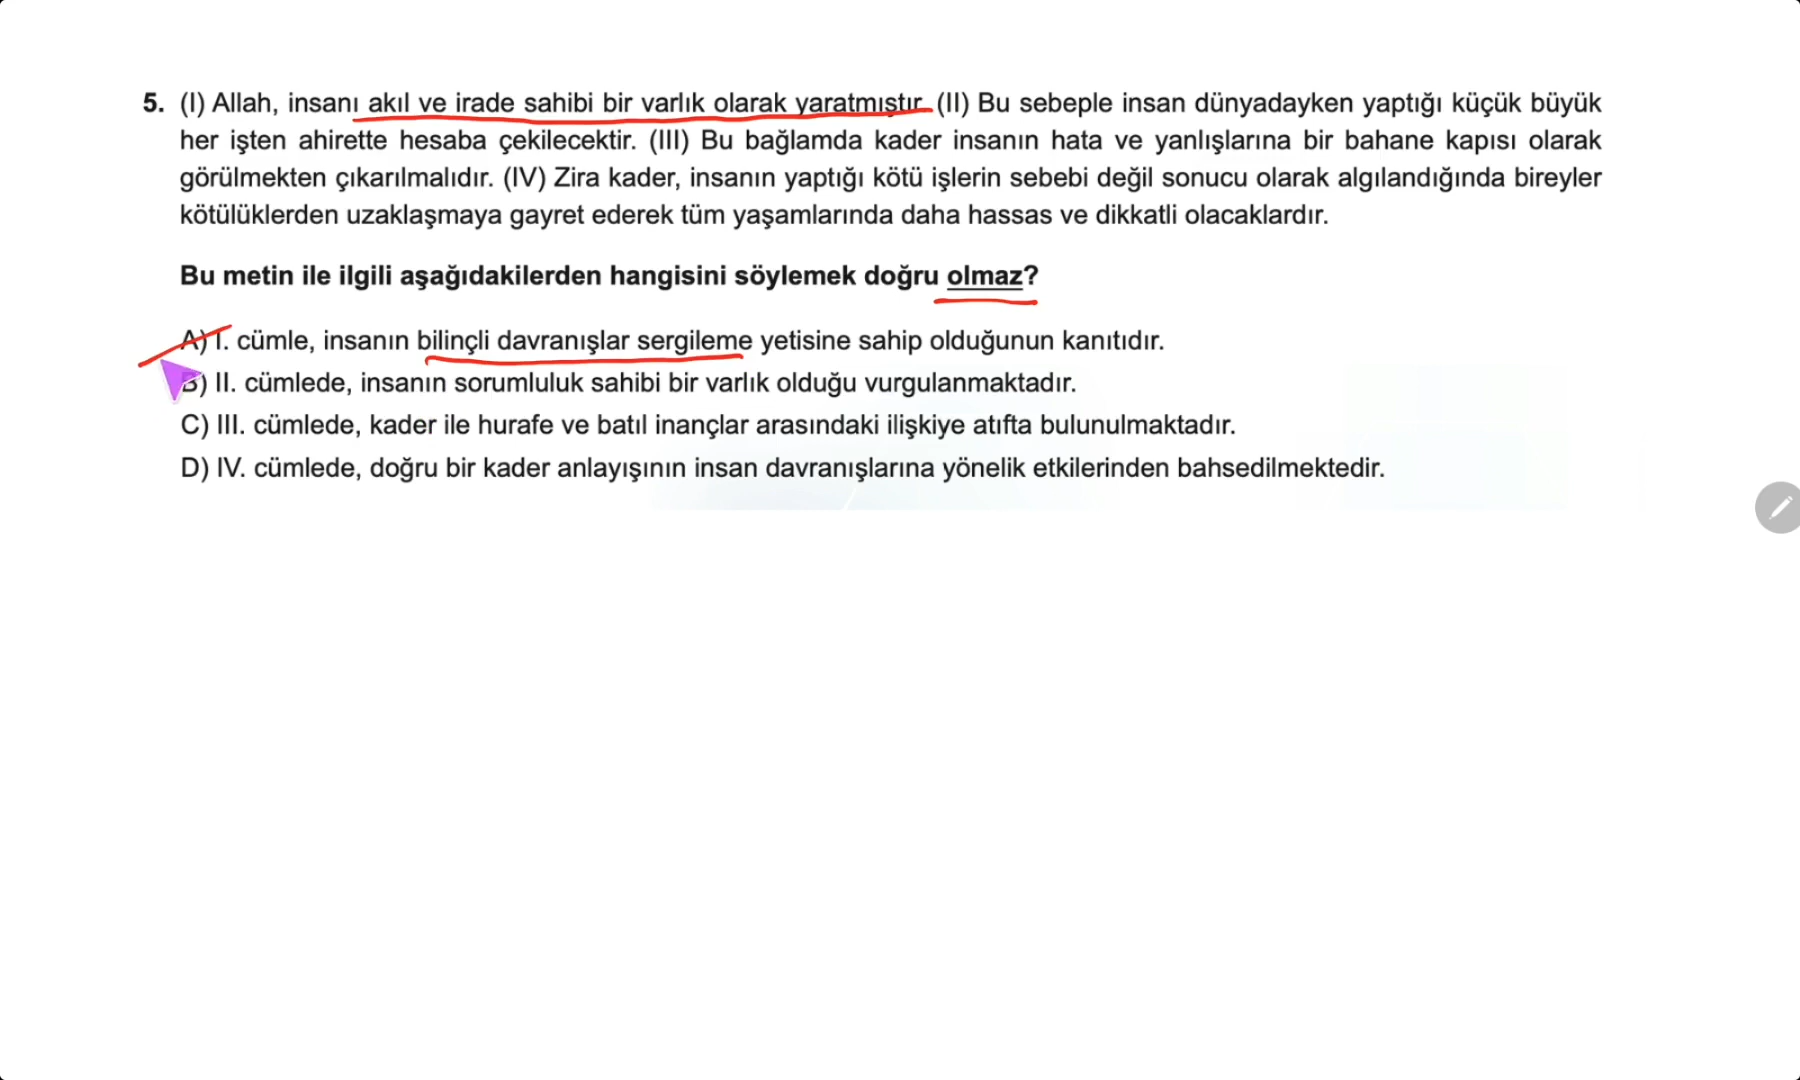 5. (I) Allah, insanı akıl ve irade sahibi bir varlık olarak yaratmıştır. (II) Bu sebeple insan dünyadayken yaptığı küçük büyük
her işten ahirette hesaba çekilecektir. (III) Bu bağlamda kader insanın hata ve yanlışlarına bir bahane kapısı olarak
görülmekten çıkarılmalıdır. (IV) Zira kader, insanın yaptığı kötü işlerin sebebi değil sonucu olarak algılandığında bireyler
kötülüklerden uzaklaşmaya gayret ederek tüm yaşamlarında daha hassas ve dikkatli olacaklardır.
Bu metin ile ilgili aşağıdakilerden hangisini söylemek doğru olmaz?
A) I. cümle, insanın bilinçli davranışlar sergileme yetisine sahip olduğunun kanıtıdır.
B) II. cümlede, insanın sorumluluk sahibi bir varlık olduğu vurgulanmaktadır.
C) III. cümlede, kader ile hurafe ve batıl inançlar arasındaki ilişkiye atıfta bulunulmaktadır.
D) IV. cümlede, doğru bir kader anlayışının insan davranışlarına yönelik etkilerinden bahsedilmektedir.